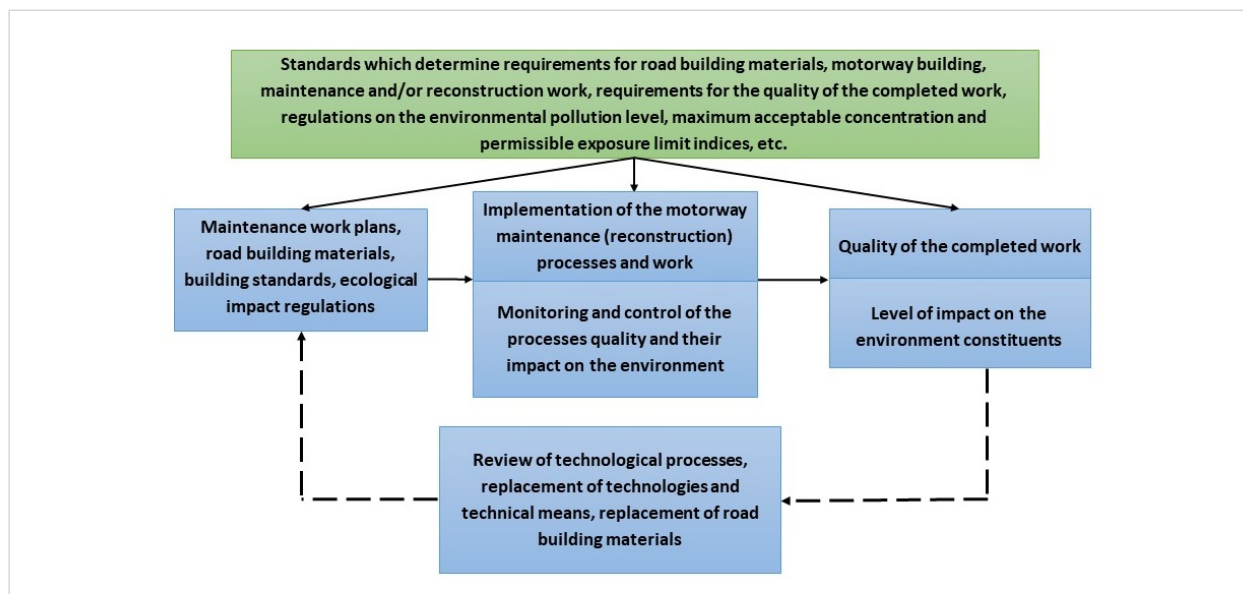 Standards which determine requirements for road building materials, motorway building,
maintenance and/or reconstruction work, requirements for the quality of the completed work,
regulations on the environmental pollution level, maximum acceptable concentration and
permissible exposure limit indices, etc.
Maintenance work plans,
road building materials,
building standards, ecological
impact regulations
Implementation of the motorway
maintenance (reconstruction)
processes and work
Monitoring and control of the
processes quality and their
impact on the environment
Quality of the completed work
Level of impact on the
environment constituents
Review of technological processes,
replacement of technologies and
technical means, replacement of road
building materials